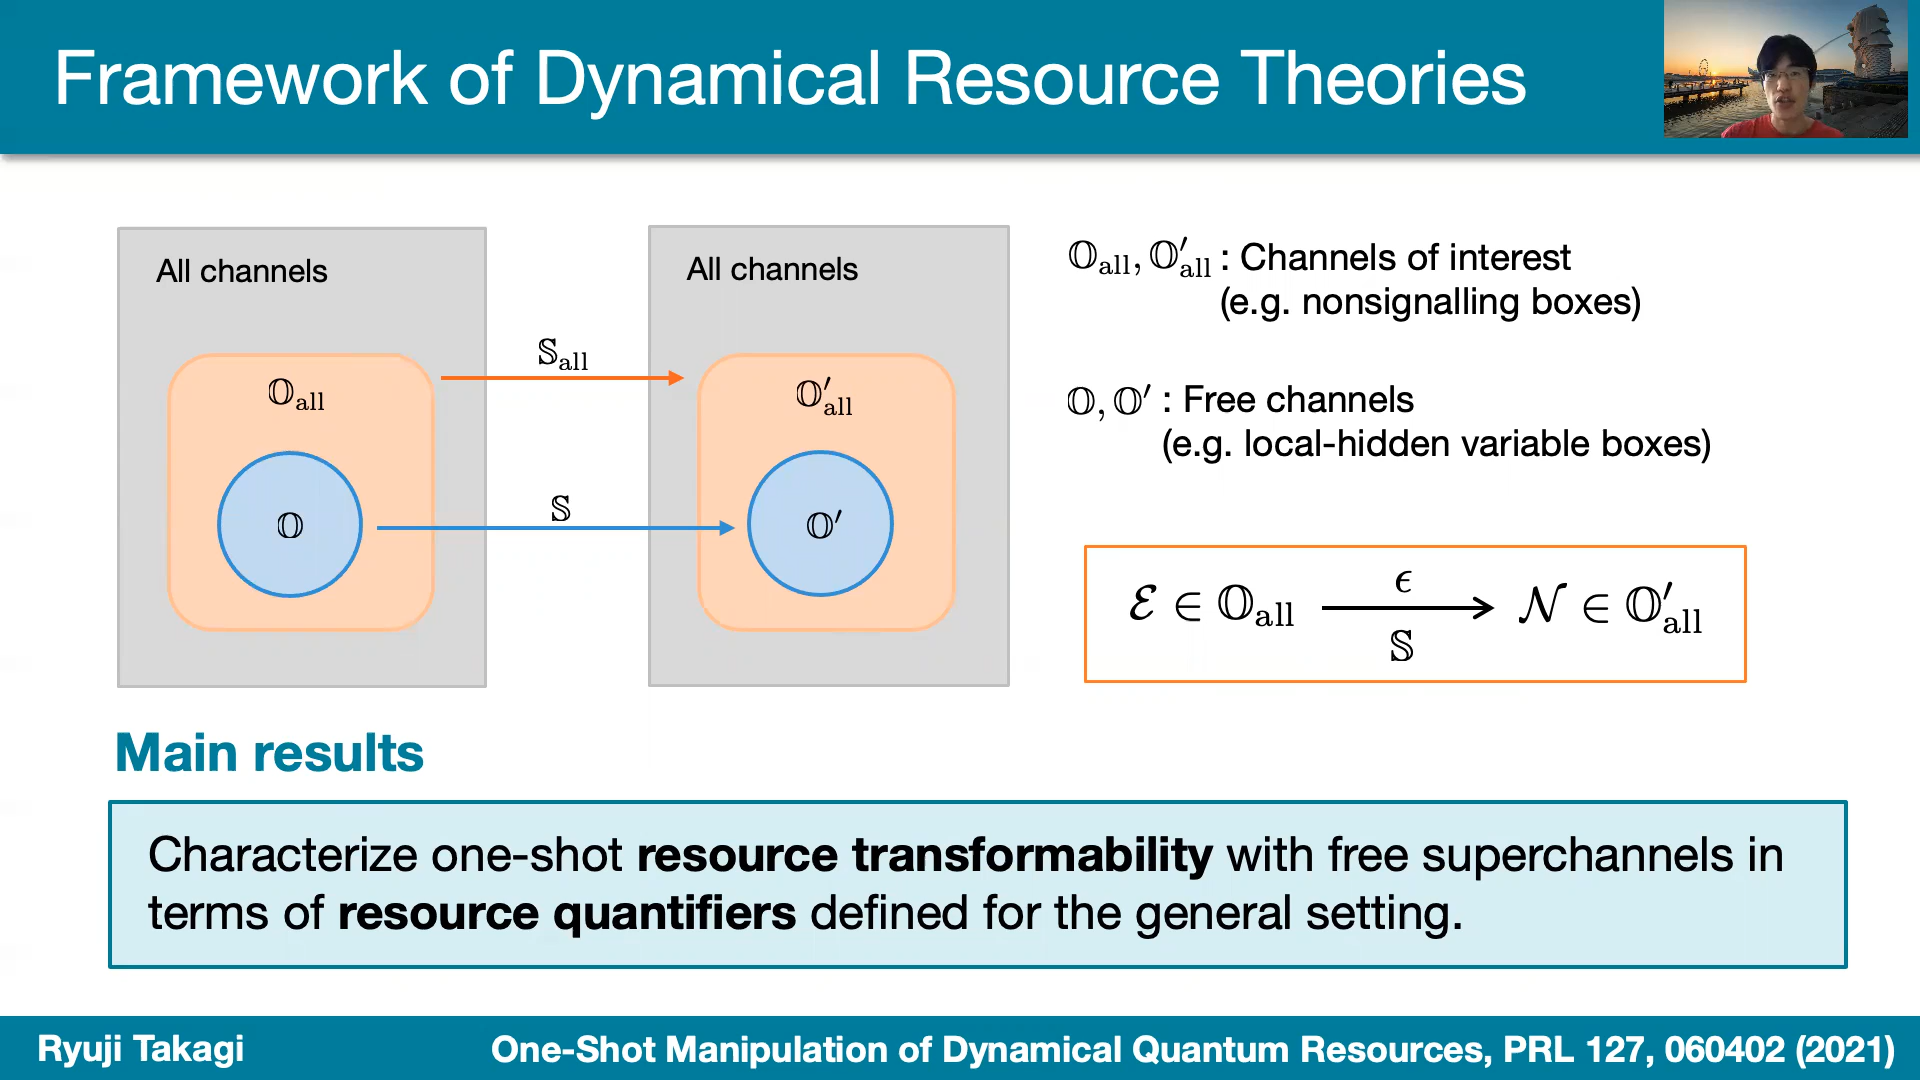 Framework of Dynamical Resource Theories
All channels
All channels
𝕆all, 𝕆′all : Channels of interest
(e.g. nonsignalling boxes)
𝕊all
𝕆all
𝕆′all
𝕆, 𝕆′ : Free channels
(e.g. local-hidden variable boxes)
𝕊
𝕆
𝕆′
ϵ
ℰ ∈ 𝕆all ⟶ 𝒩 ∈ 𝕆′all
𝕊
Main results
Characterize one-shot resource transformability with free superchannels in
terms of resource quantifiers defined for the general setting.
Ryuji Takagi
One-Shot Manipulation of Dynamical Quantum Resources, PRL 127, 060402 (2021)